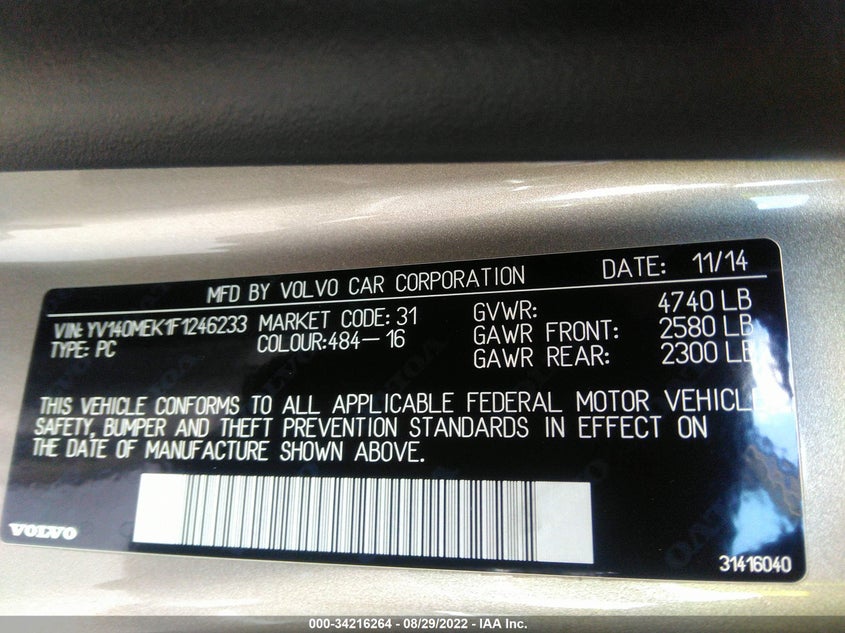 MFD BY VOLVO CAR CORPORATION DATE: 11/14
VIN: YV140MEK1F1246233 MARKET CODE: 31 GVWR: 4740 LB
TYPE: PC COLOUR:484-16 GAWR FRONT: 2580 LB
GAWR REAR: 2300 LB
THIS VEHICLE CONFORMS TO ALL APPLICABLE FEDERAL MOTOR VEHICLE
SAFETY, BUMPER AND THEFT PREVENTION STANDARDS IN EFFECT ON
THE DATE OF MANUFACTURE SHOWN ABOVE.
VOLVO 31416040
000-34216264 - 08/29/2022 - IAA Inc.